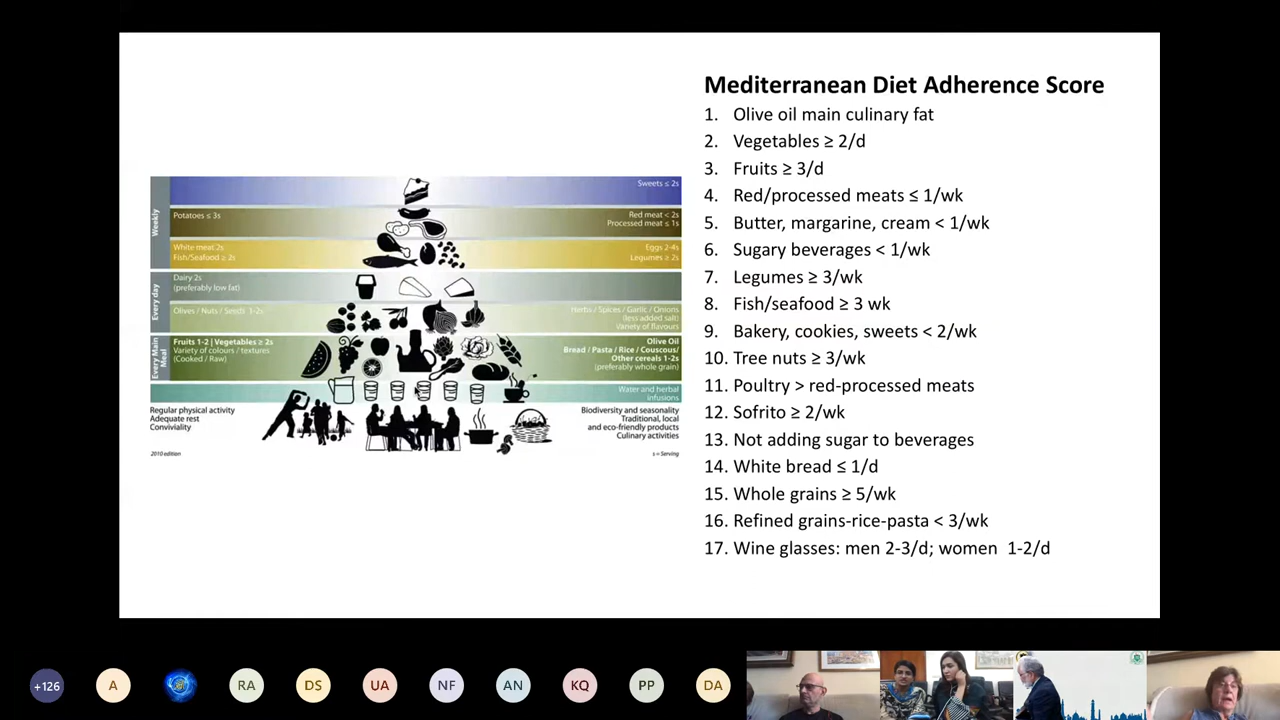 Mediterranean Diet Adherence Score
1. Olive oil main culinary fat
2. Vegetables ≥ 2/d
3. Fruits ≥ 3/d
4. Red/processed meats ≤ 1/wk
5. Butter, margarine, cream < 1/wk
6. Sugary beverages < 1/wk
7. Legumes ≥ 3/wk
8. Fish/seafood ≥ 3 wk
9. Bakery, cookies, sweets < 2/wk
10. Tree nuts ≥ 3/wk
11. Poultry > red-processed meats
12. Sofrito ≥ 2/wk
13. Not adding sugar to beverages
14. White bread ≤ 1/d
15. Whole grains ≥ 5/wk
16. Refined grains-rice-pasta < 3/wk
17. Wine glasses: men 2-3/d; women 1-2/d
Weekly
Sweets ≤ 2s
Potatoes ≤ 3s
Red meat < 2s
Processed meat ≤ 1s
White meat 2s
Fish/Seafood ≥ 2s
Eggs 2-4s
Legumes ≥ 2s
Every day
Dairy 2s
(preferably low fat)
Olives / Nuts / Seeds 1-2s
Herbs / Spices / Garlic / Onions
(less added salt)
Variety of flavours
Every Main
Meal
Fruits 1-2 | Vegetables ≥ 2s
Variety of colours / textures
(Cooked / Raw)
Olive Oil
Bread / Pasta / Rice / Couscous/
Other cereals 1-2s
(preferably whole grain)
Water and herbal
infusions
Regular physical activity
Adequate rest
Conviviality
Biodiversity and seasonality
Traditional, local
and eco-friendly products
Culinary activities
2010 edition
s = Serving
+126
A
RA
DS
UA
NF
AN
KQ
PP
DA